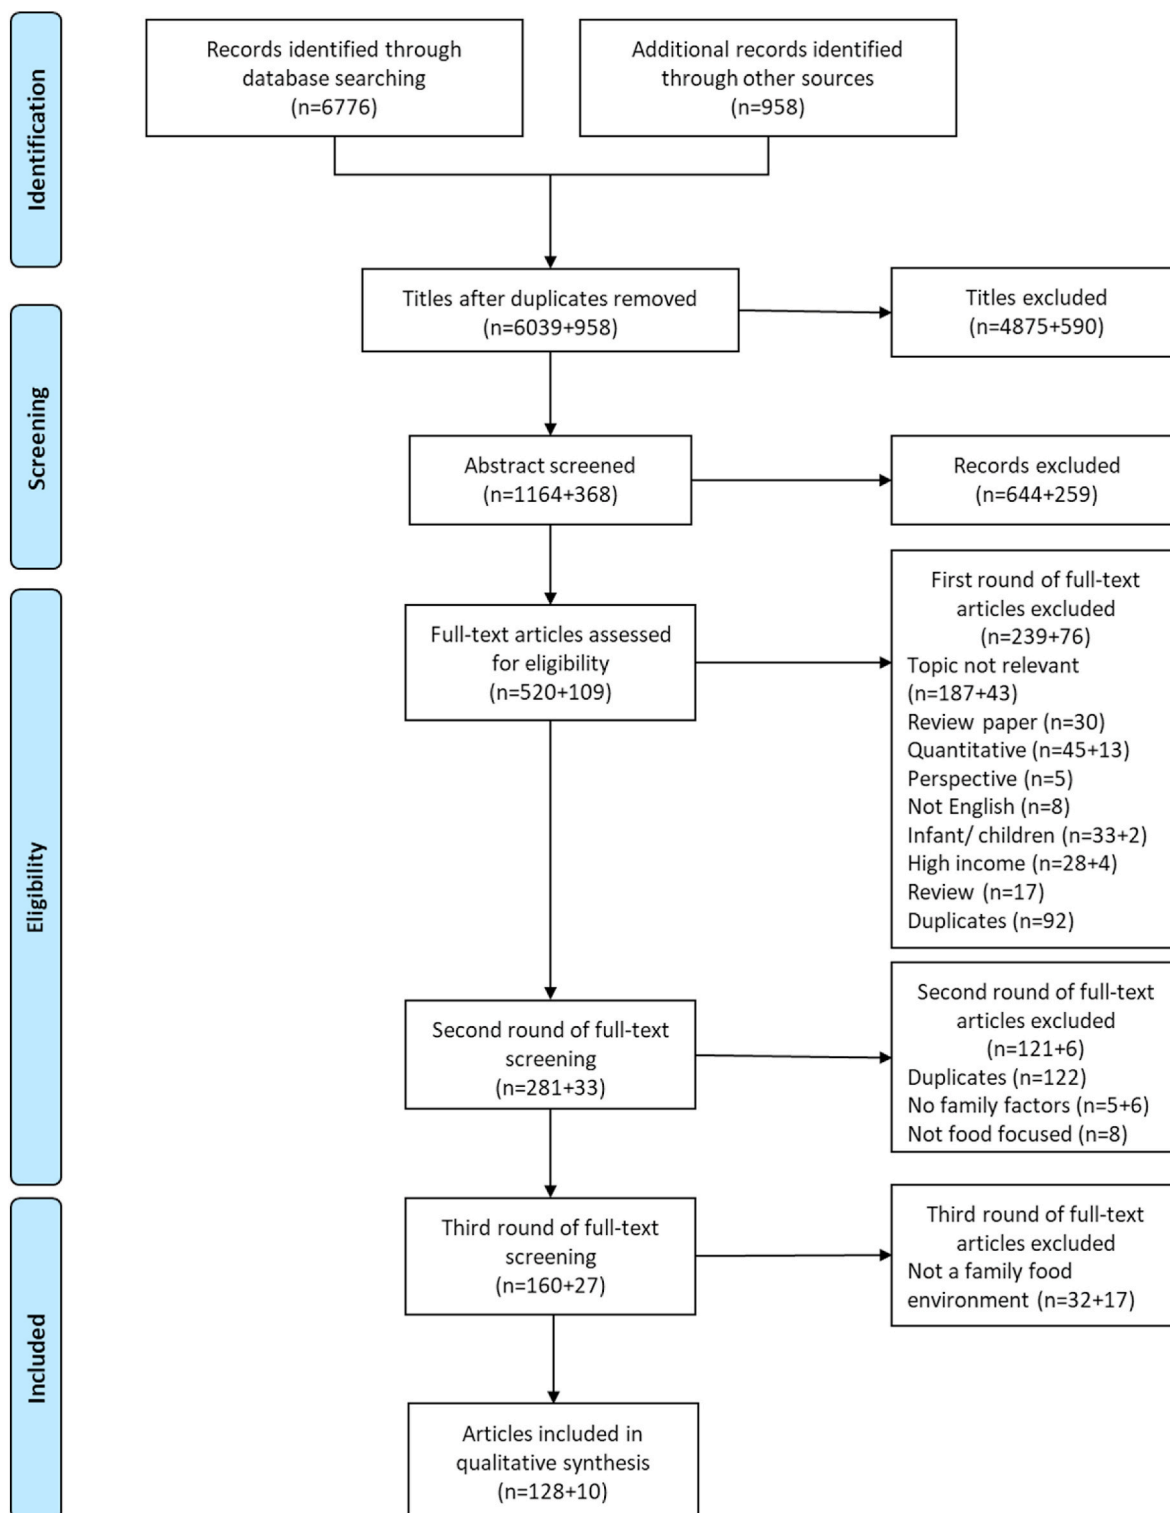 Identification
Records identified through
database searching
(n=6776)
Additional records identified
through other sources
(n=958)
Titles after duplicates removed
(n=6039+958)
Titles excluded
(n=4875+590)
Screening
Abstract screened
(n=1164+368)
Records excluded
(n=644+259)
Eligibility
Full-text articles assessed
for eligibility
(n=520+109)
First round of full-text
articles excluded
(n=239+76)
Topic not relevant
(n=187+43)
Review paper (n=30)
Quantitative (n=45+13)
Perspective (n=5)
Not English (n=8)
Infant/ children (n=33+2)
High income (n=28+4)
Review (n=17)
Duplicates (n=92)
Second round of full-text
screening
(n=281+33)
Second round of full-text
articles excluded
(n=121+6)
Duplicates (n=122)
No family factors (n=5+6)
Not food focused (n=8)
Included
Third round of full-text
screening
(n=160+27)
Third round of full-text
articles excluded
Not a family food
environment (n=32+17)
Articles included in
qualitative synthesis
(n=128+10)